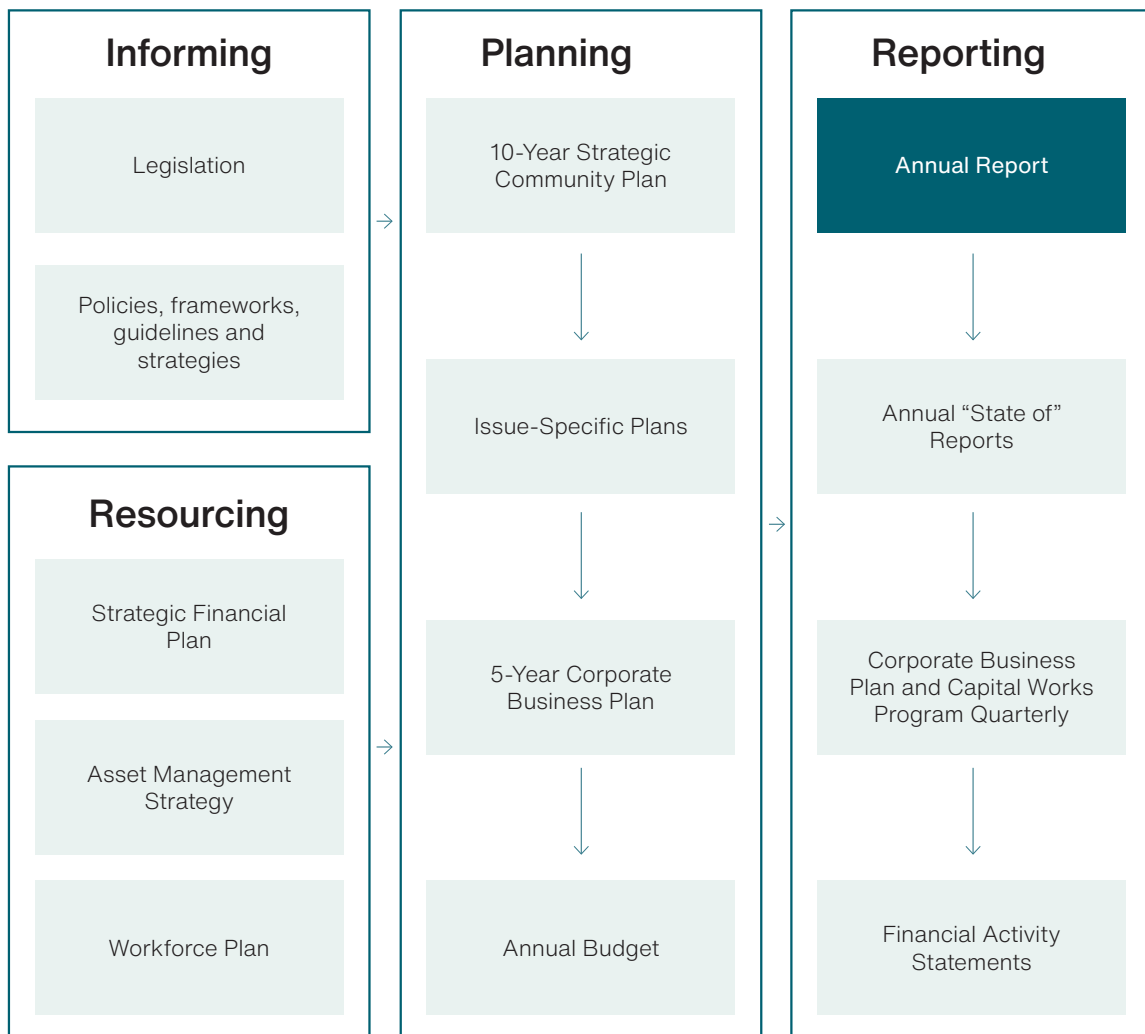 Informing
Legislation
Policies, frameworks,
guidelines and
strategies
Resourcing
Strategic Financial
Plan
Asset Management
Strategy
Workforce Plan
Planning
10-Year Strategic
Community Plan
Issue-Specific Plans
5-Year Corporate
Business Plan
Annual Budget
Reporting
Annual Report
Annual “State of”
Reports
Corporate Business
Plan and Capital Works
Program Quarterly
Financial Activity
Statements